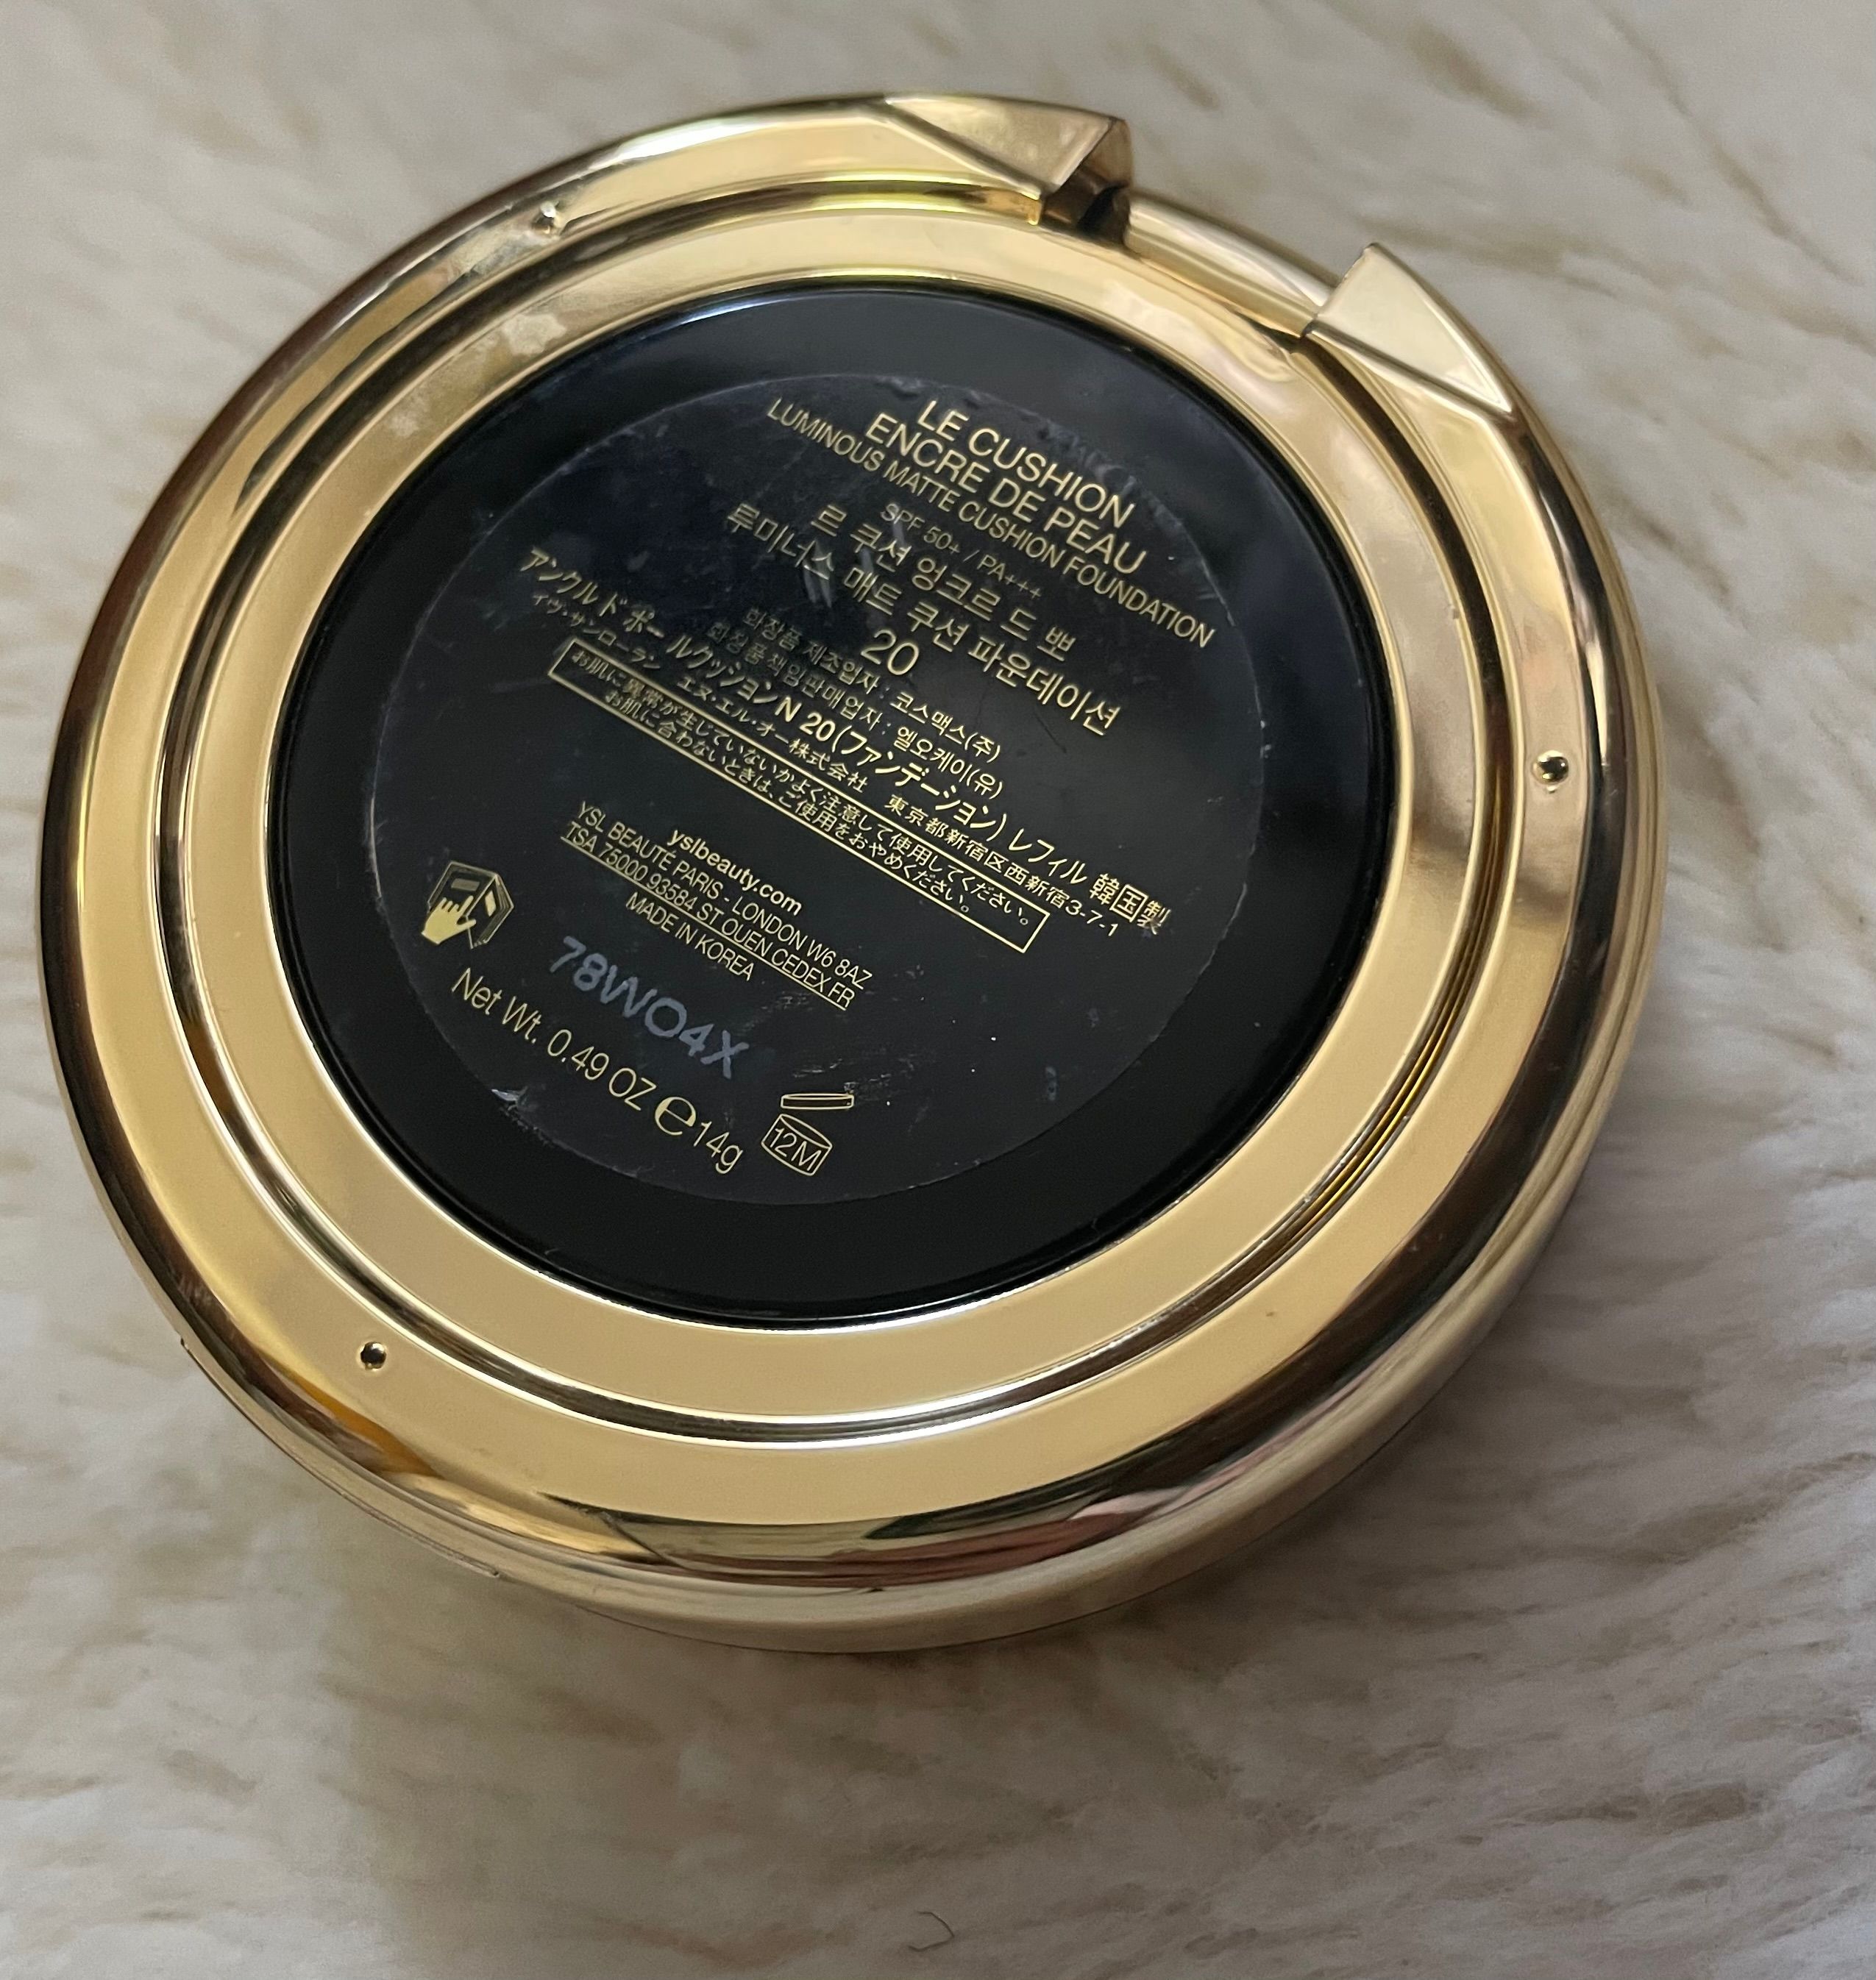 LE CUSHION
ENCRE DE PEAU
LUMINOUS MATTE CUSHION FOUNDATION
SPF 50+ / PA+++
르 쿠션 엉크르 드 뽀
루미너스 매트 쿠션 파운데이션
20
화장품 제조업자 : 코스맥스(주)
화장품책임판매업자 : 엘오케이(유)
アンクル ド ポー ルクッションN 20 (ファンデーション) レフィル 韓国製
イヴ・サンローラン エヌ・エル・オー株式会社 東京都新宿区西新宿3-7-1
お肌に異常が生じていないかよく注意して使用してください。
お肌に合わないときは、ご使用をおやめください。
yslbeauty.com
YSL BEAUTÉ PARIS - LONDON W6 8AZ
TSA 75000 93584 ST OUEN CEDEX FR
MADE IN KOREA
78WO4X
Net Wt. 0.49 OZ ℮ 14g
12M